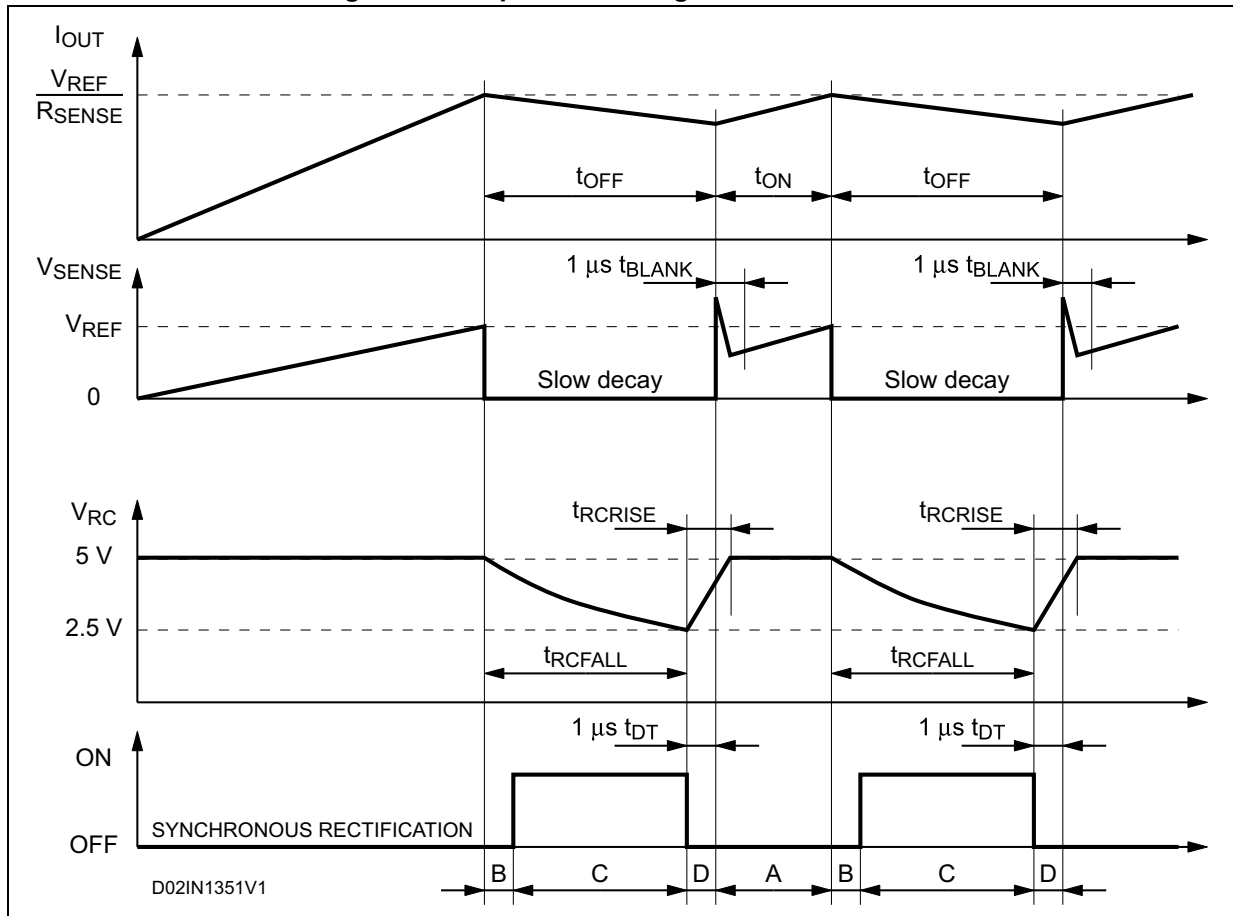 IOUT
VREF
RSENSE
tOFF tON tOFF
VSENSE
1 μs tBLANK 1 μs tBLANK
VREF
Slow decay Slow decay
0
VRC
tRCRISE tRCRISE
5 V
2.5 V
tRCFALL tRCFALL
1 μs tDT 1 μs tDT
ON
SYNCHRONOUS RECTIFICATION
OFF
B C D A B C D
D02IN1351V1